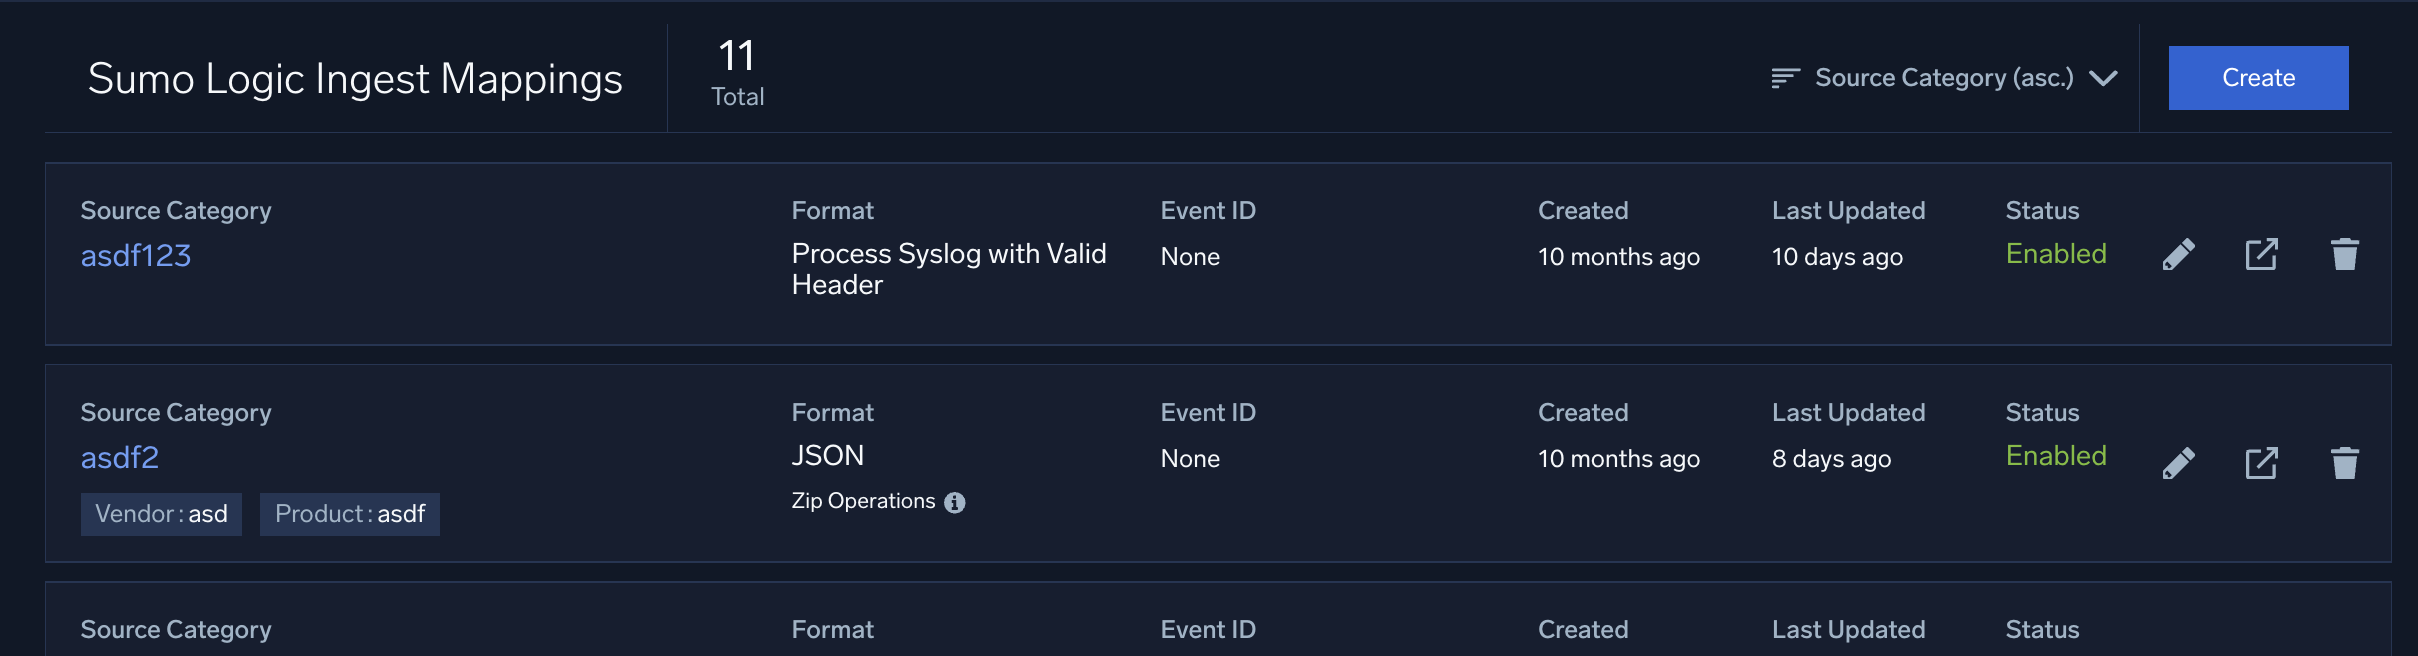 Sumo Logic Ingest Mappings
11
Total
Source Category (asc.)
Create
Source Category
Format
Event ID
Created
Last Updated
Status
asdf123
Process Syslog with Valid
Header
None
10 months ago
10 days ago
Enabled
Source Category
Format
Event ID
Created
Last Updated
Status
asdf2
JSON
None
10 months ago
8 days ago
Enabled
Vendor : asd
Product : asdf
Zip Operations
Source Category
Format
Event ID
Created
Last Updated
Status